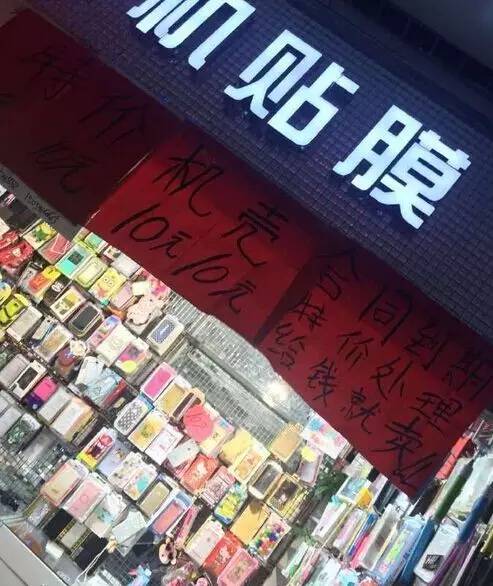 机贴膜
特价
10元
机壳
10元10元
合同到期
特价处理
给钱就卖!!